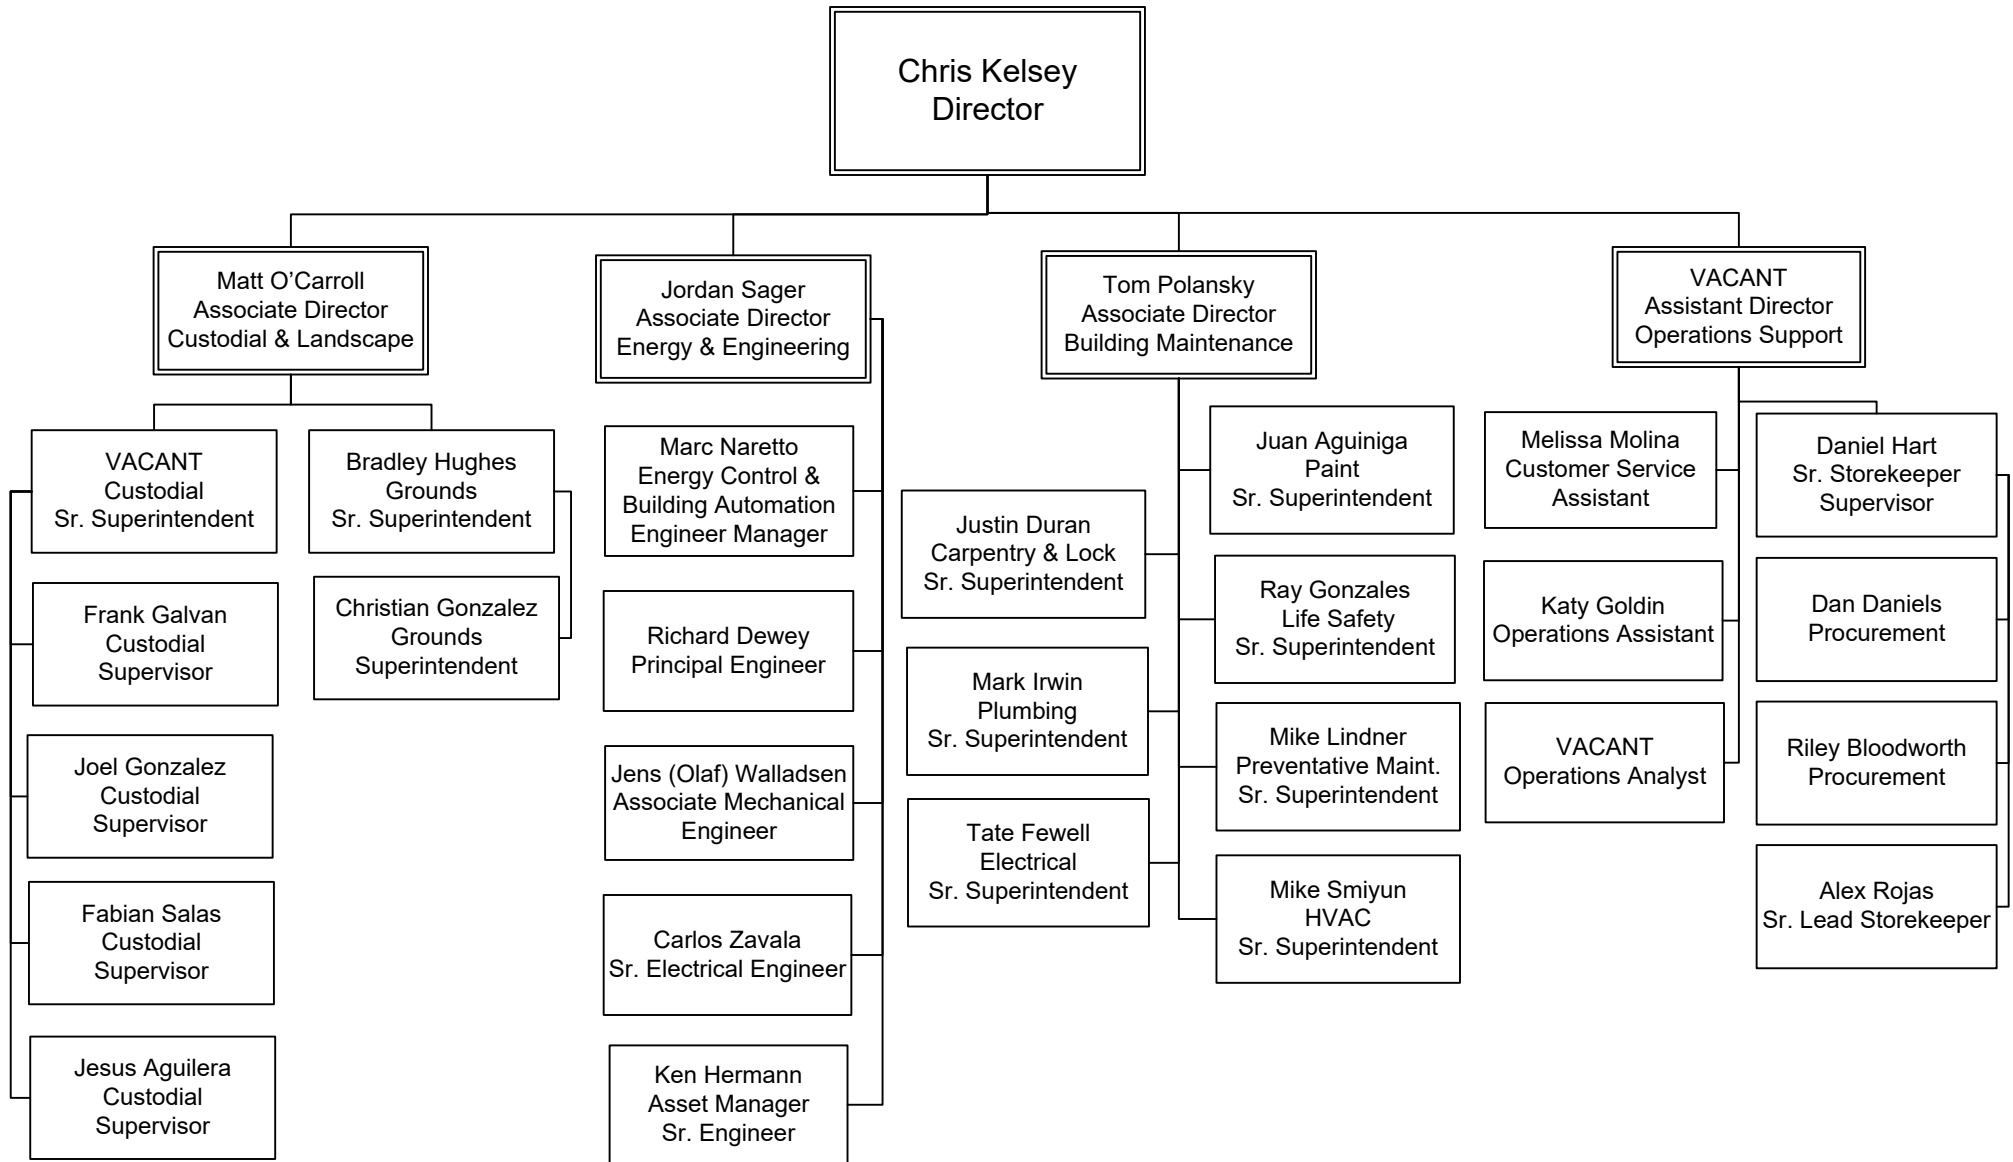 Chris Kelsey
Director
Matt O’Carroll
Associate Director
Custodial & Landscape
Jordan Sager
Associate Director
Energy & Engineering
Tom Polansky
Associate Director
Building Maintenance
VACANT
Assistant Director
Operations Support
VACANT
Custodial
Sr. Superintendent
Frank Galvan
Custodial
Supervisor
Joel Gonzalez
Custodial
Supervisor
Fabian Salas
Custodial
Supervisor
Jesus Aguilera
Custodial
Supervisor
Bradley Hughes
Grounds
Sr. Superintendent
Christian Gonzalez
Grounds
Superintendent
Marc Naretto
Energy Control &
Building Automation
Engineer Manager
Richard Dewey
Principal Engineer
Jens (Olaf) Walladsen
Associate Mechanical
Engineer
Carlos Zavala
Sr. Electrical Engineer
Ken Hermann
Asset Manager
Sr. Engineer
Justin Duran
Carpentry & Lock
Sr. Superintendent
Mark Irwin
Plumbing
Sr. Superintendent
Tate Fewell
Electrical
Sr. Superintendent
Juan Aguiniga
Paint
Sr. Superintendent
Ray Gonzales
Life Safety
Sr. Superintendent
Mike Lindner
Preventative Maint.
Sr. Superintendent
Mike Smiyun
HVAC
Sr. Superintendent
Melissa Molina
Customer Service
Assistant
Katy Goldin
Operations Assistant
VACANT
Operations Analyst
Daniel Hart
Sr. Storekeeper
Supervisor
Dan Daniels
Procurement
Riley Bloodworth
Procurement
Alex Rojas
Sr. Lead Storekeeper